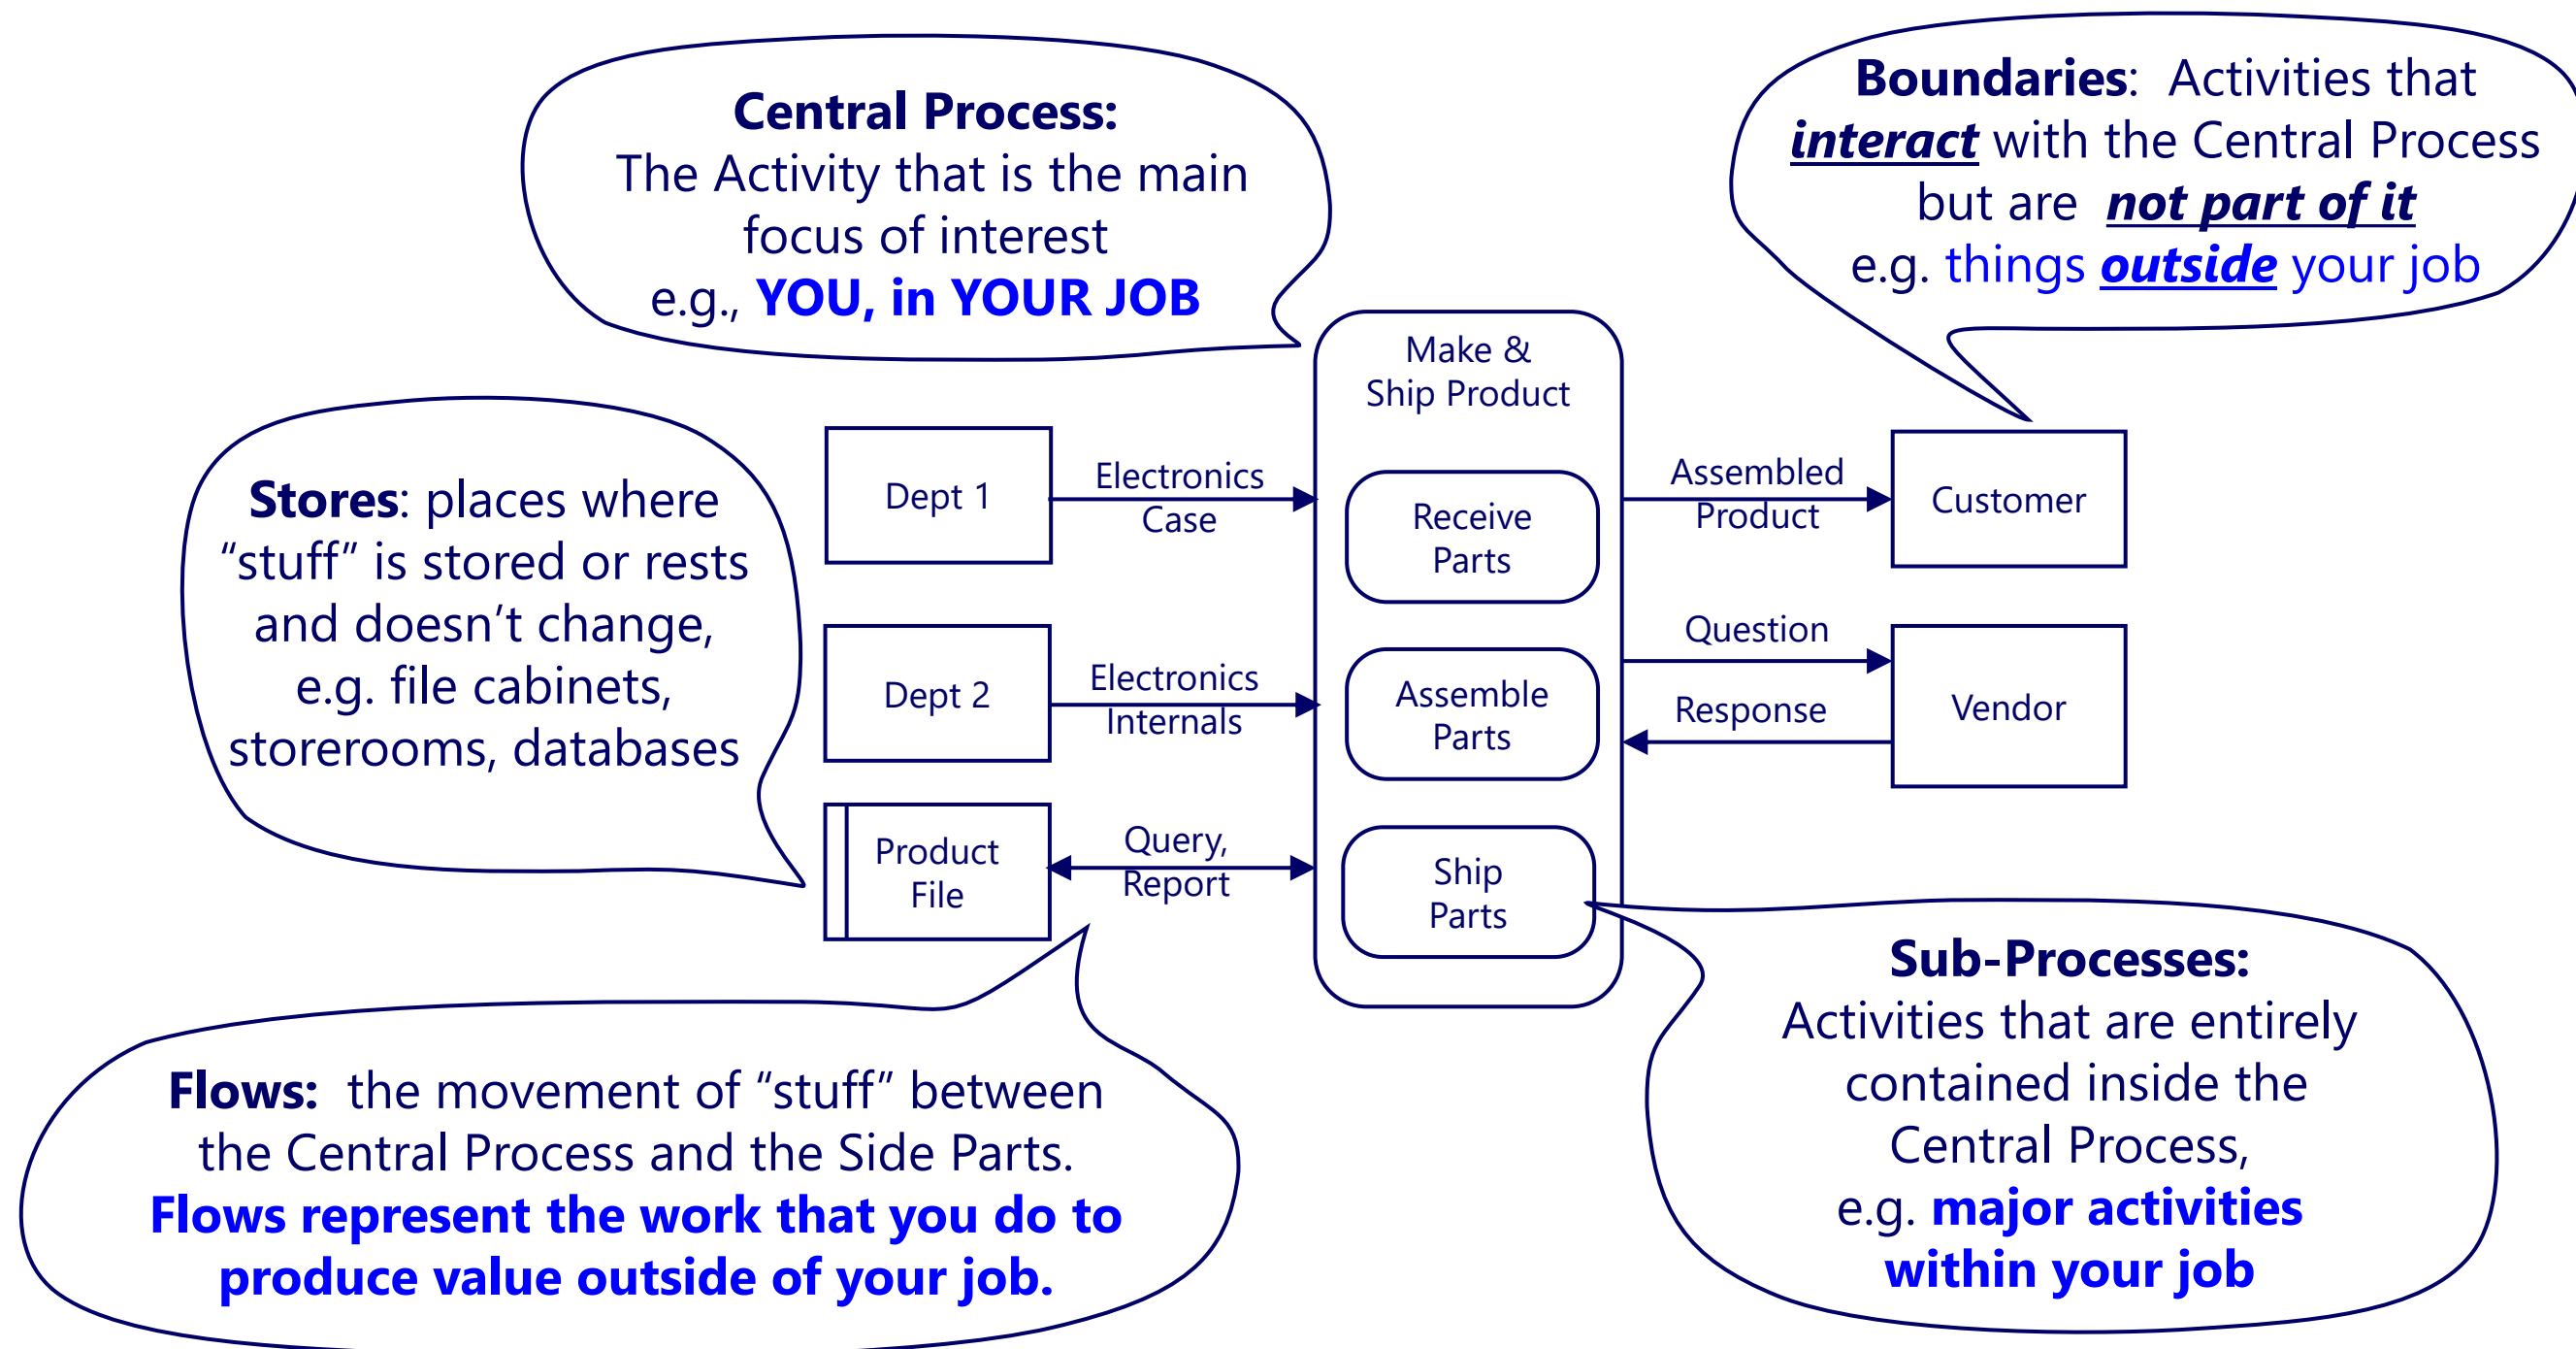 Central Process:
The Activity that is the main
focus of interest
e.g., YOU, in YOUR JOB
Boundaries:  Activities that
interact with the Central Process
but are  not part of it
e.g. things outside your job
Stores: places where
“stuff” is stored or rests
and doesn’t change,
e.g. file cabinets,
storerooms, databases
Dept 1
Electronics
Case
Dept 2
Electronics
Internals
Product
File
Query,
Report
Make &
Ship Product
Receive
Parts
Assemble
Parts
Ship
Parts
Assembled
Product
Customer
Question
Response
Vendor
Flows:  the movement of “stuff” between
the Central Process and the Side Parts.
Flows represent the work that you do to
produce value outside of your job.
Sub-Processes:
Activities that are entirely
contained inside the
Central Process,
e.g. major activities
within your job